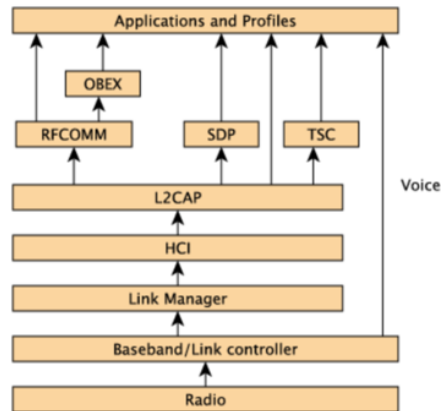 Applications and Profiles
OBEX
RFCOMM
SDP
TSC
L2CAP
Voice
HCI
Link Manager
Baseband/Link controller
Radio